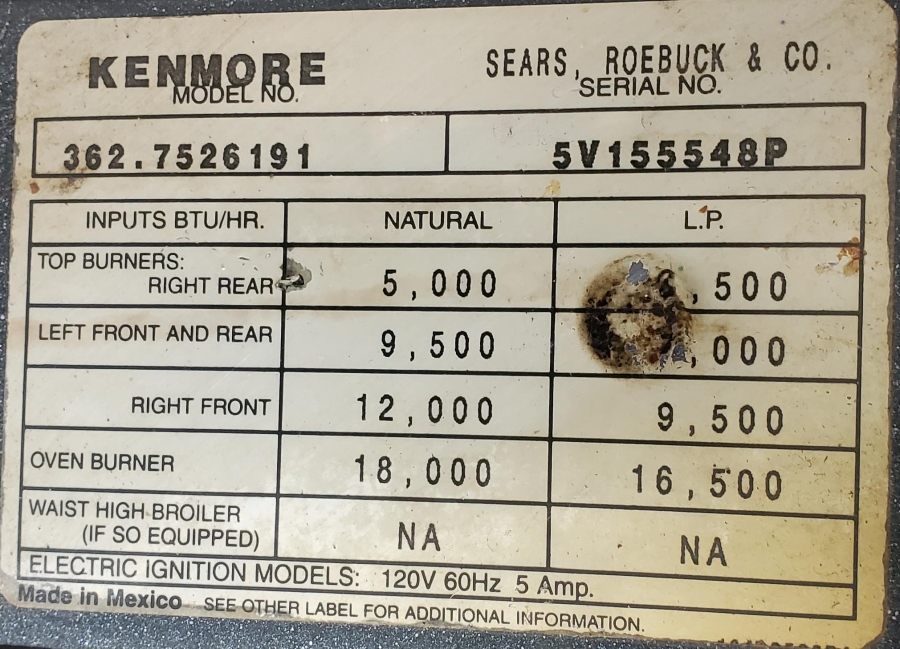 KENMORE
SEARS, ROEBUCK & CO.
MODEL NO.
SERIAL NO.
362.7526191
5V155548P
INPUTS BTU/HR.
NATURAL
L.P.
TOP BURNERS:
RIGHT REAR
5,000
,500
LEFT FRONT AND REAR
9,500
,000
RIGHT FRONT
12,000
9,500
OVEN BURNER
18,000
16,500
WAIST HIGH BROILER
(IF SO EQUIPPED)
NA
NA
ELECTRIC IGNITION MODELS: 120V 60Hz 5 Amp.
Made in Mexico SEE OTHER LABEL FOR ADDITIONAL INFORMATION.